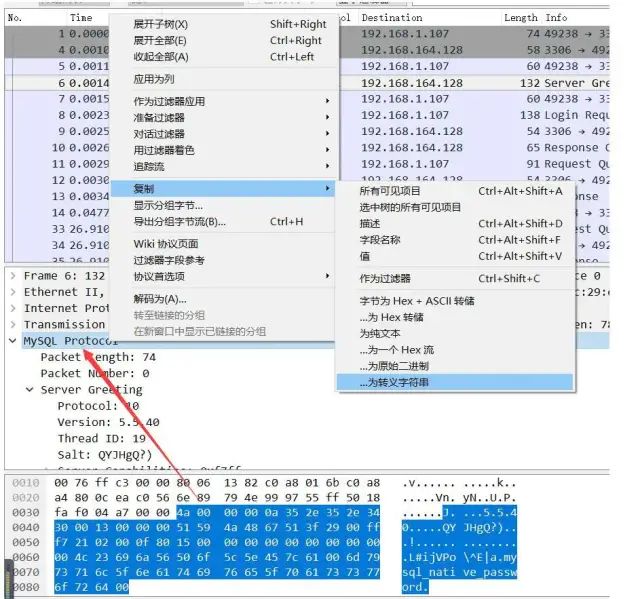 No.
Time
Destination
Length Info
1 0.0000
192.168.1.107 74 49238 → 33
4 0.0010
192.168.164.128 58 3306 → 492
5 0.0011
192.168.1.107 60 49238 → 33
6 0.0014
192.168.164.128 132 Server Gre
7 0.0015
192.168.1.107 60 49238 → 33
8 0.0023
192.168.1.107 138 Login Requ
9 0.0025
192.168.164.128 54 3306 → 492
10 0.0026
192.168.164.128 65 Response O
11 0.0029
192.168.1.107 91 Request Qu
12 0.0030
13 0.0034
14 0.0477
33 26.910
34 26.910
35 26.910
展开子树(X) Shift+Right
展开全部(E) Ctrl+Right
收起全部(A) Ctrl+Left
应用为列
作为过滤器应用
准备过滤器
对话过滤器
用过滤器着色
追踪流
复制
显示分组字节...
导出分组字节流(B)... Ctrl+H
Wiki 协议页面
过滤器字段参考
协议首选项
解码为(A)...
转至链接的分组
在新窗口中显示已链接的分组
所有可见项目 Ctrl+Alt+Shift+A
选中树的所有可见项目
描述 Ctrl+Alt+Shift+D
字段名称 Ctrl+Alt+Shift+F
值 Ctrl+Alt+Shift+V
作为过滤器 Ctrl+Shift+C
字节为 Hex + ASCII 转储
...为 Hex 转储
为纯文本
...为一个 Hex 流
...为原始二进制
...为转义字符串
Frame 6: 132
Ethernet II,
Internet Prot
Transmission
MySQL Protocol
Packet Length: 74
Packet Number: 0
Server Greeting
Protocol: 10
Version: 5.5.40
Thread ID: 19
Salt: QYJHgQ?)
0010 00 76 ff c3 00 00 80 06 13 82 c0 a8 01 6b c0 a8 .v...... .....k..
0020 a4 80 0c ea c0 56 6e 89 79 4e 99 97 55 ff 50 18 .....Vn. yN..U.P.
0030 fa f0 04 a7 00 00 4a 00 00 00 0a 35 2e 35 2e 34 ......J. ...5.5.4
0040 30 00 13 00 00 00 51 59 4a 48 67 51 3f 29 00 ff 0.....QY JHgQ?)..
0050 f7 21 02 00 0f 80 15 00 00 00 00 00 00 00 00 00 .!...... ........
0060 00 4c 23 69 6a 56 50 6f 5c 5e 45 7c 61 00 6d 79 .L#ijVPo \^E|a.my
0070 73 71 6c 5f 6e 61 74 69 76 65 5f 70 61 73 73 77 sql_nati ve_passw
0080 6f 72 64 00 ord.